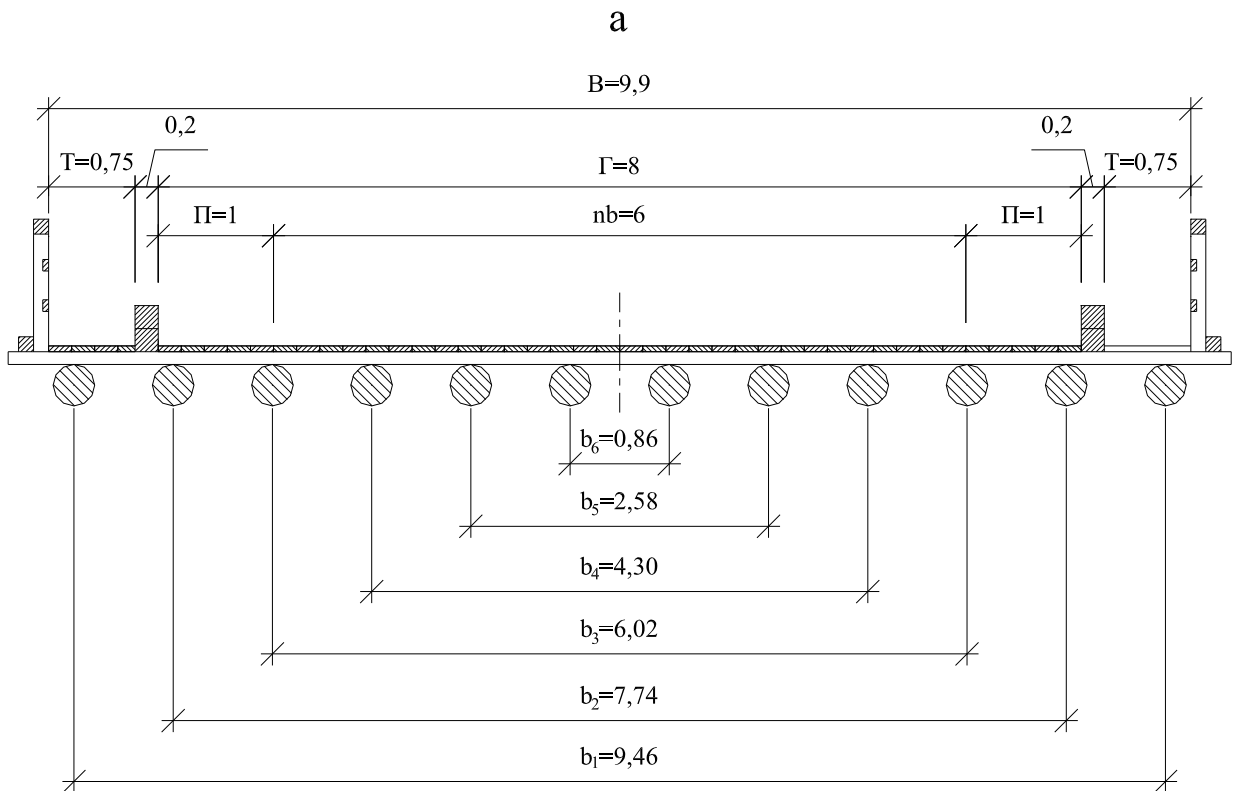 а
В=9,9
0,2
0,2
Т=0,75
Г=8
Т=0,75
П=1
nb=6
П=1
b₆=0,86
b₅=2,58
b₄=4,30
b₃=6,02
b₂=7,74
b₁=9,46